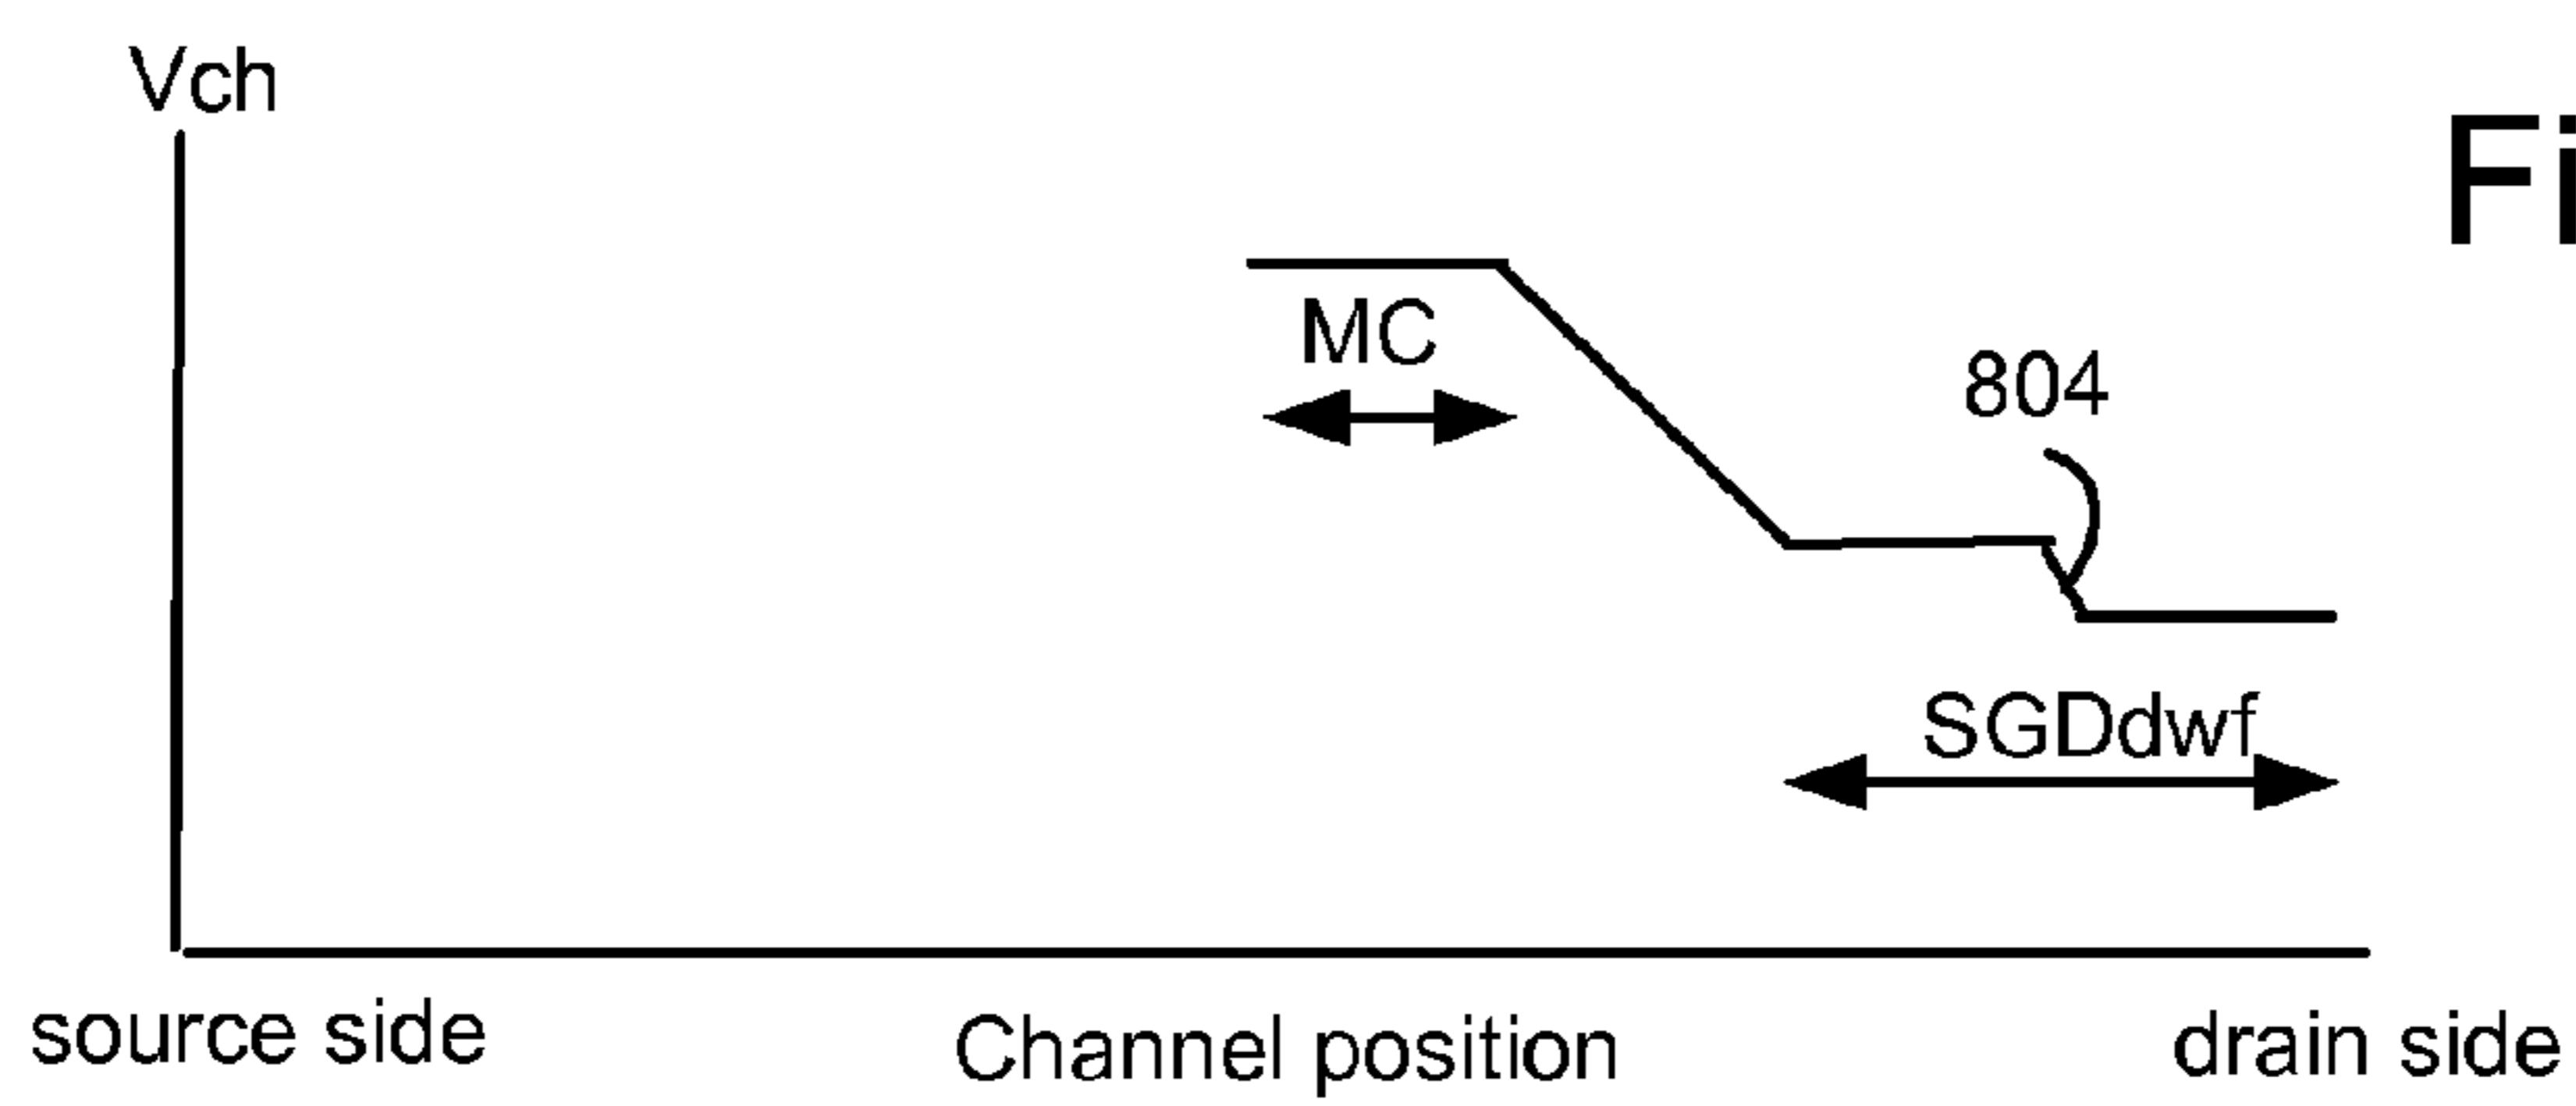 Vch
Fi
MC
804
SGDdwf
source side
Channel position
drain side